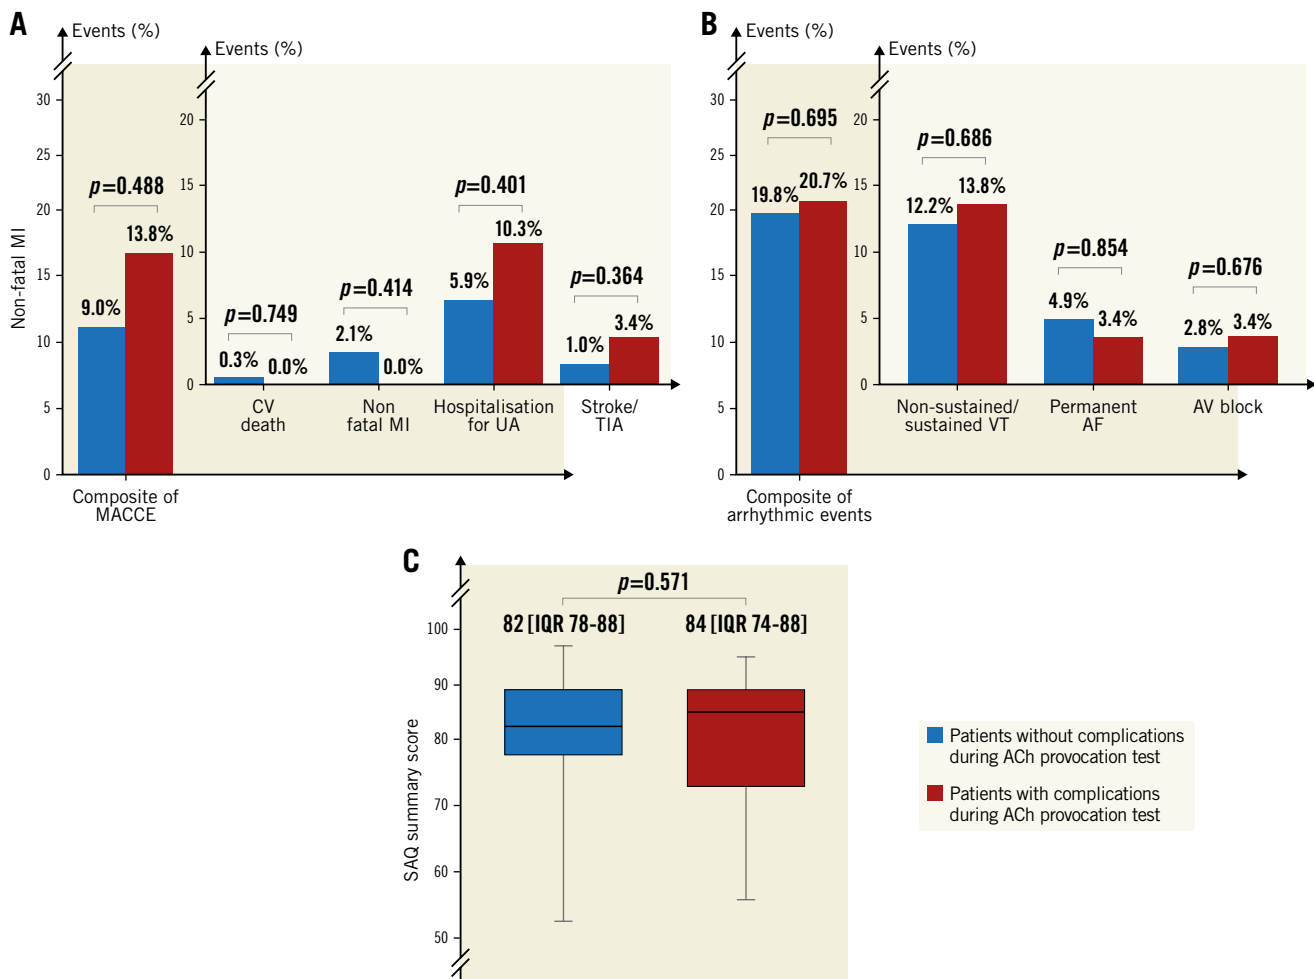 A
Events (%)
Events (%)
Non-fatal MI
30
25
20
15
10
5
0
20
15
10
5
0
p=0.488
9.0%
13.8%
p=0.749
0.3%
0.0%
p=0.414
2.1%
0.0%
p=0.401
5.9%
10.3%
p=0.364
1.0%
3.4%
CV
death
Non
fatal MI
Hospitalisation
for UA
Stroke/
TIA
Composite of
MACCE
B
Events (%)
Events (%)
30
25
20
15
10
5
0
20
15
10
5
0
p=0.695
19.8%
20.7%
p=0.686
12.2%
13.8%
p=0.854
4.9%
3.4%
p=0.676
2.8%
3.4%
Non-sustained/
sustained VT
Permanent
AF
AV block
Composite of
arrhythmic events
C
SAQ summary score
100
90
80
70
60
50
p=0.571
82 [IQR 78-88]
84 [IQR 74-88]
Patients without complications
during ACh provocation test
Patients with complications
during ACh provocation test